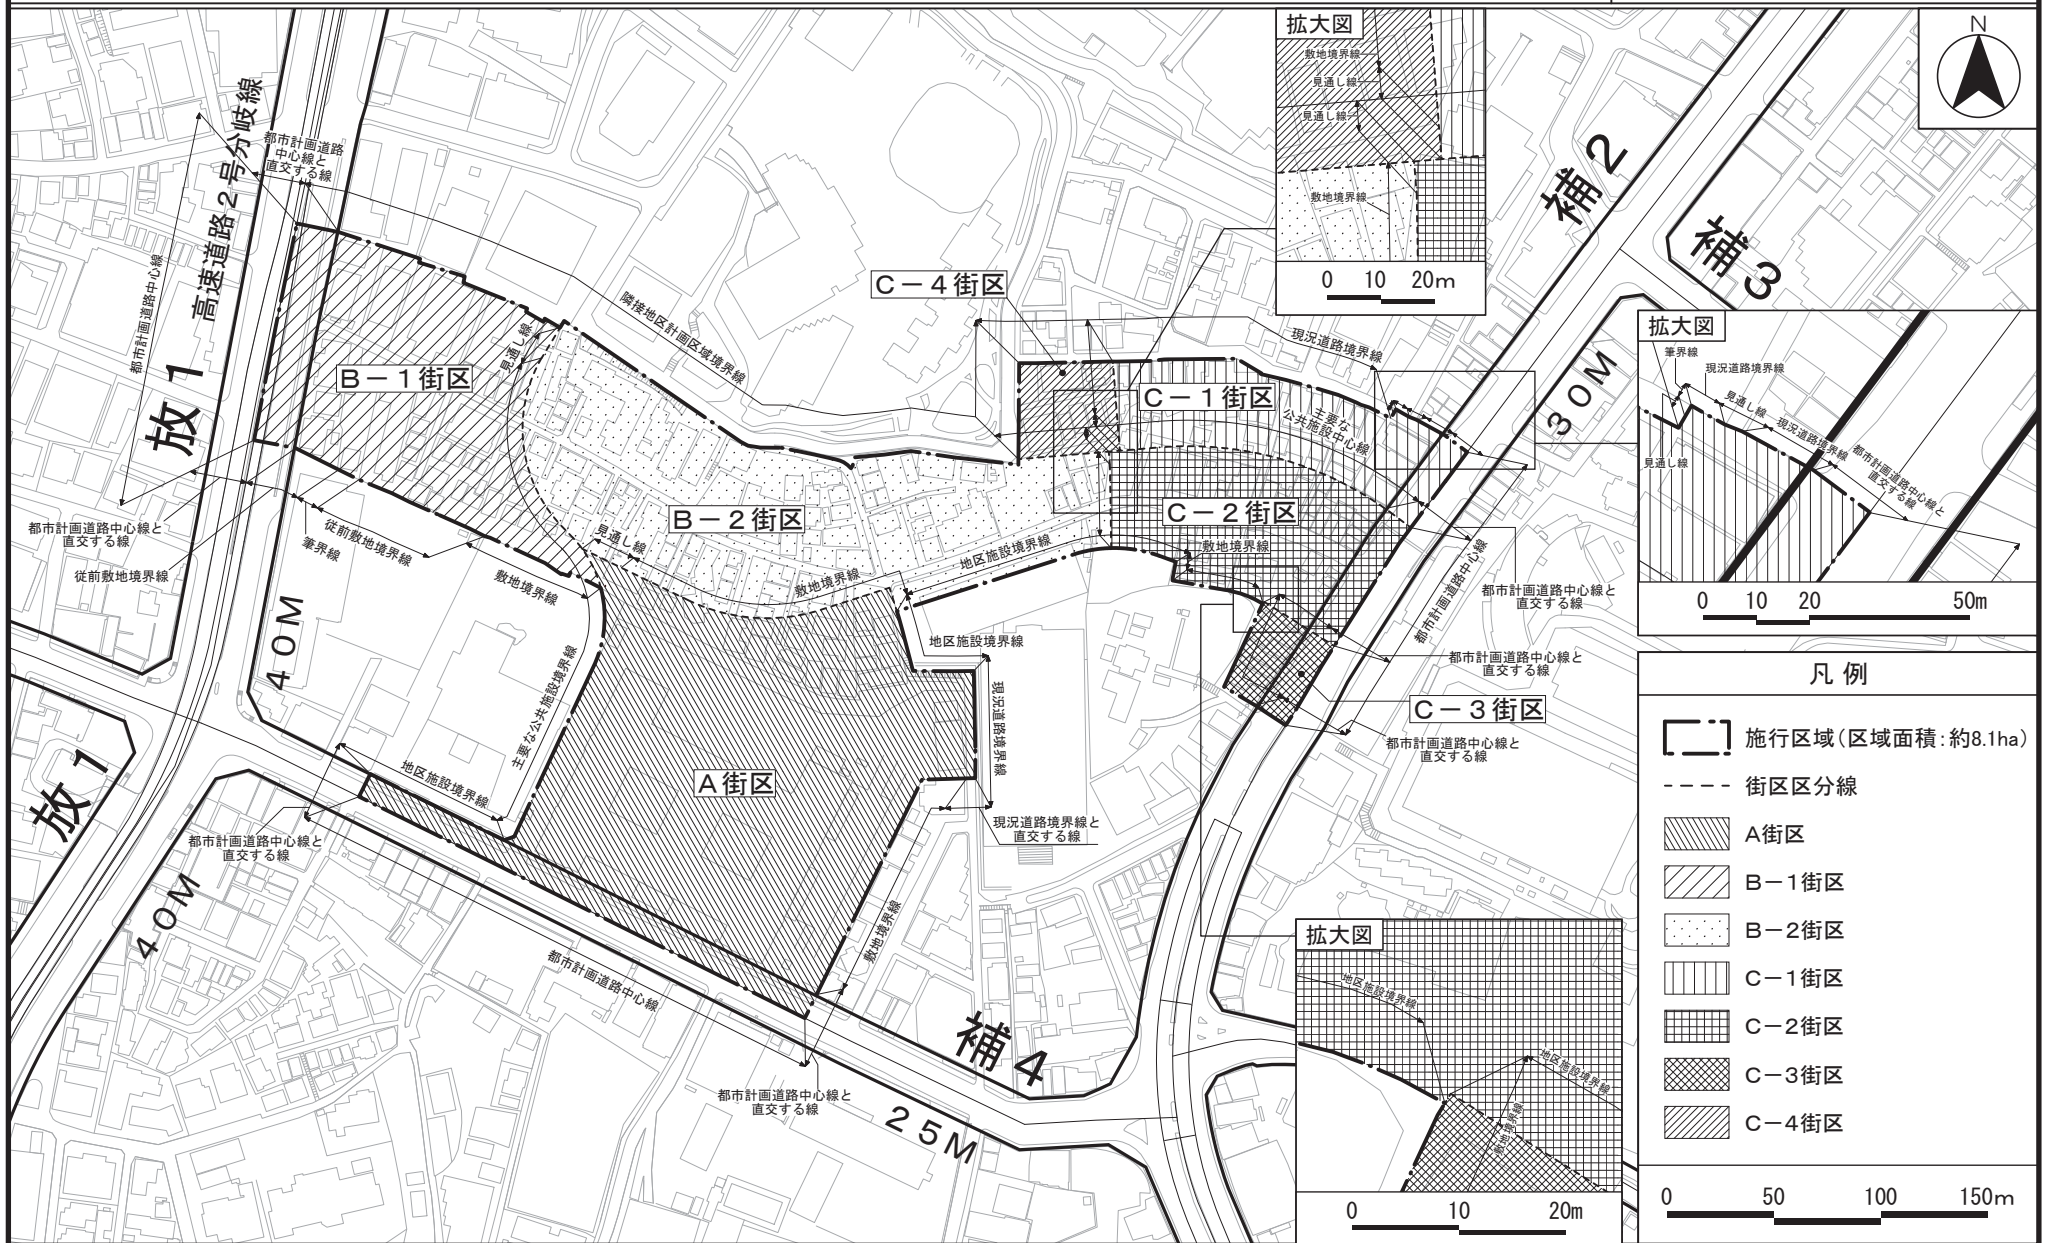 拡大図
敷地境界線
見通し線
見通し線
敷地境界線
0 10 20m
N
都市計画道路
中心線と
直交する線
高速道路2号分岐線
都市計画道路中心線
放1
補2
補3
30M
C－4街区
隣接地区計画区域境界線
見通し線
現況道路境界線
B－1街区
C－1街区
主要な
公共施設中心線
拡大図
筆界線
現況道路境界線
見通し線
現況道路境界線
都市計画道路中心線と
直交する線
見通し線
0 10 20 50m
B－2街区
C－2街区
都市計画道路中心線と
直交する線
従前敷地境界線
筆界線
従前敷地境界線
見通し線
敷地境界線
敷地境界線
地区施設境界線
敷地境界線
都市計画道路中心線
都市計画道路中心線と
直交する線
都市計画道路中心線と
直交する線
C－3街区
都市計画道路中心線と
直交する線
40M
主要な公共施設境界線
地区施設境界線
現況道路境界線
A街区
地区施設境界線
現況道路境界線と
直交する線
放1
都市計画道路中心線と
直交する線
40M
敷地境界線
都市計画道路中心線
補4
都市計画道路中心線と
直交する線
25M
拡大図
地区施設境界線
地区施設境界線
敷地境界線
0 10 20m
凡例
施行区域（区域面積：約8.1ha）
街区区分線
A街区
B－1街区
B－2街区
C－1街区
C－2街区
C－3街区
C－4街区
0 50 100 150m